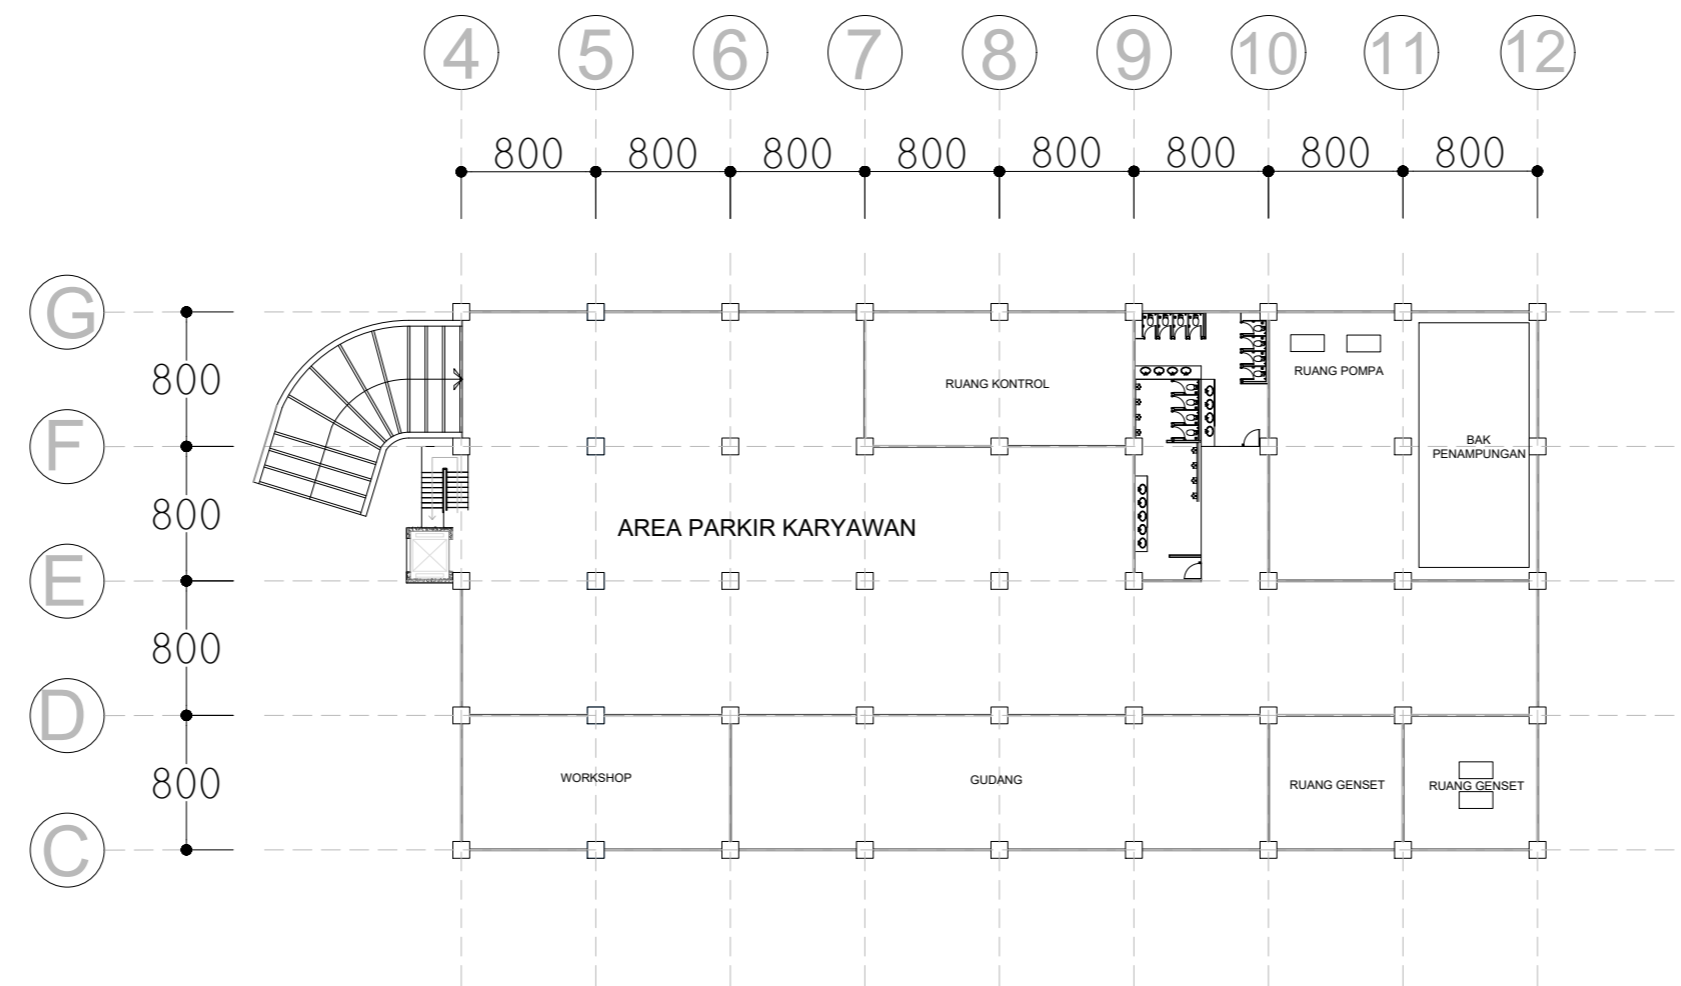 4 5 6 7 8 9 10 11 12
800 800 800 800 800 800 800 800
G
800
RUANG POMPA
RUANG KONTROL
F
BAK
PENAMPUNGAN
800
AREA PARKIR KARYAWAN
E
800
D
800
WORKSHOP
GUDANG
RUANG GENSET
RUANG GENSET
C